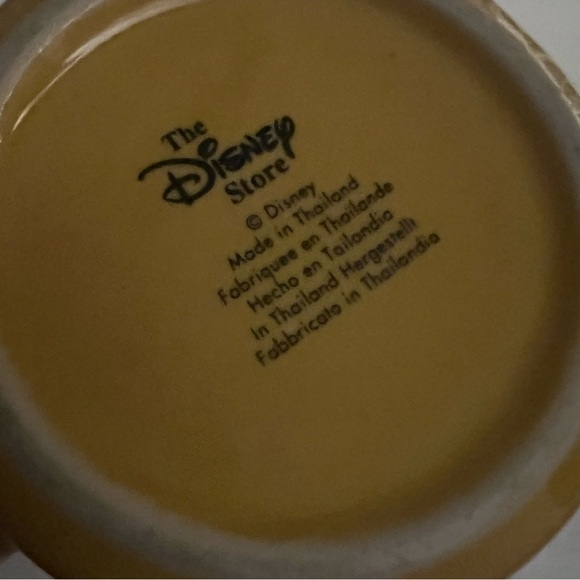 The
Disney
Store
© Disney
Made in Thailand
Fabriquee en Thailande
Hecho en Tailandia
In Thailand Hergestellt
Fabbricato in Thailandia